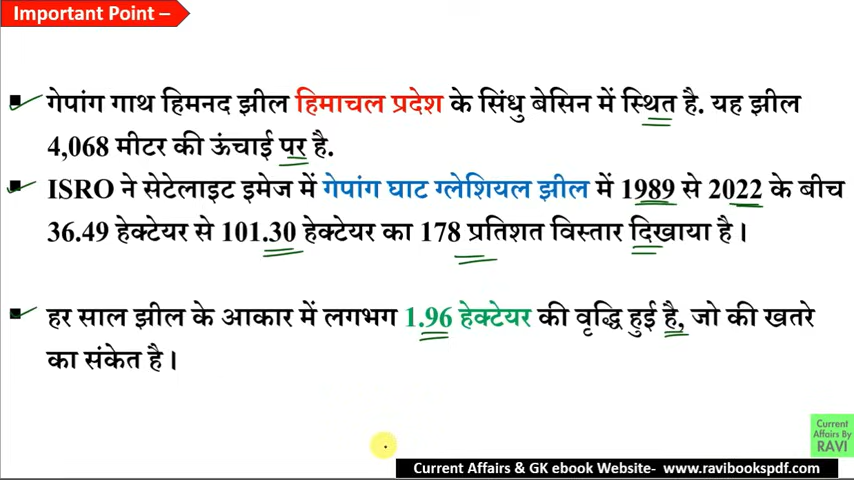 Important Point –
गेपांग गाथ हिमनद झील हिमाचल प्रदेश के सिंधु बेसिन में स्थित है. यह झील
4,068 मीटर की ऊंचाई पर है.
ISRO ने सेटेलाइट इमेज में गेपांग घाट ग्लेशियल झील में 1989 से 2022 के बीच
36.49 हेक्टेयर से 101.30 हेक्टेयर का 178 प्रतिशत विस्तार दिखाया है।
हर साल झील के आकार में लगभग 1.96 हेक्टेयर की वृद्धि हुई है, जो की खतरे
का संकेत है।
Current
Affairs By
RAVI
Current Affairs & GK ebook Website- www.ravibookspdf.com